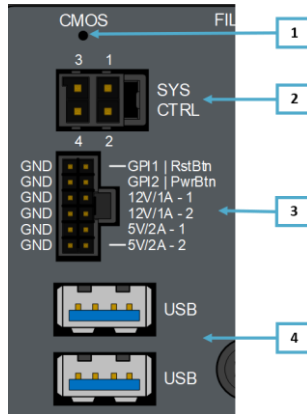 CMOS
FIL
1
3 1
SYS
CTRL
2
4 2
GND GPI1 | RstBtn
GND GPI2 | PwrBtn
GND 12V/1A - 1
GND 12V/1A - 2
3
GND 5V/2A - 1
GND 5V/2A - 2
USB
4
USB